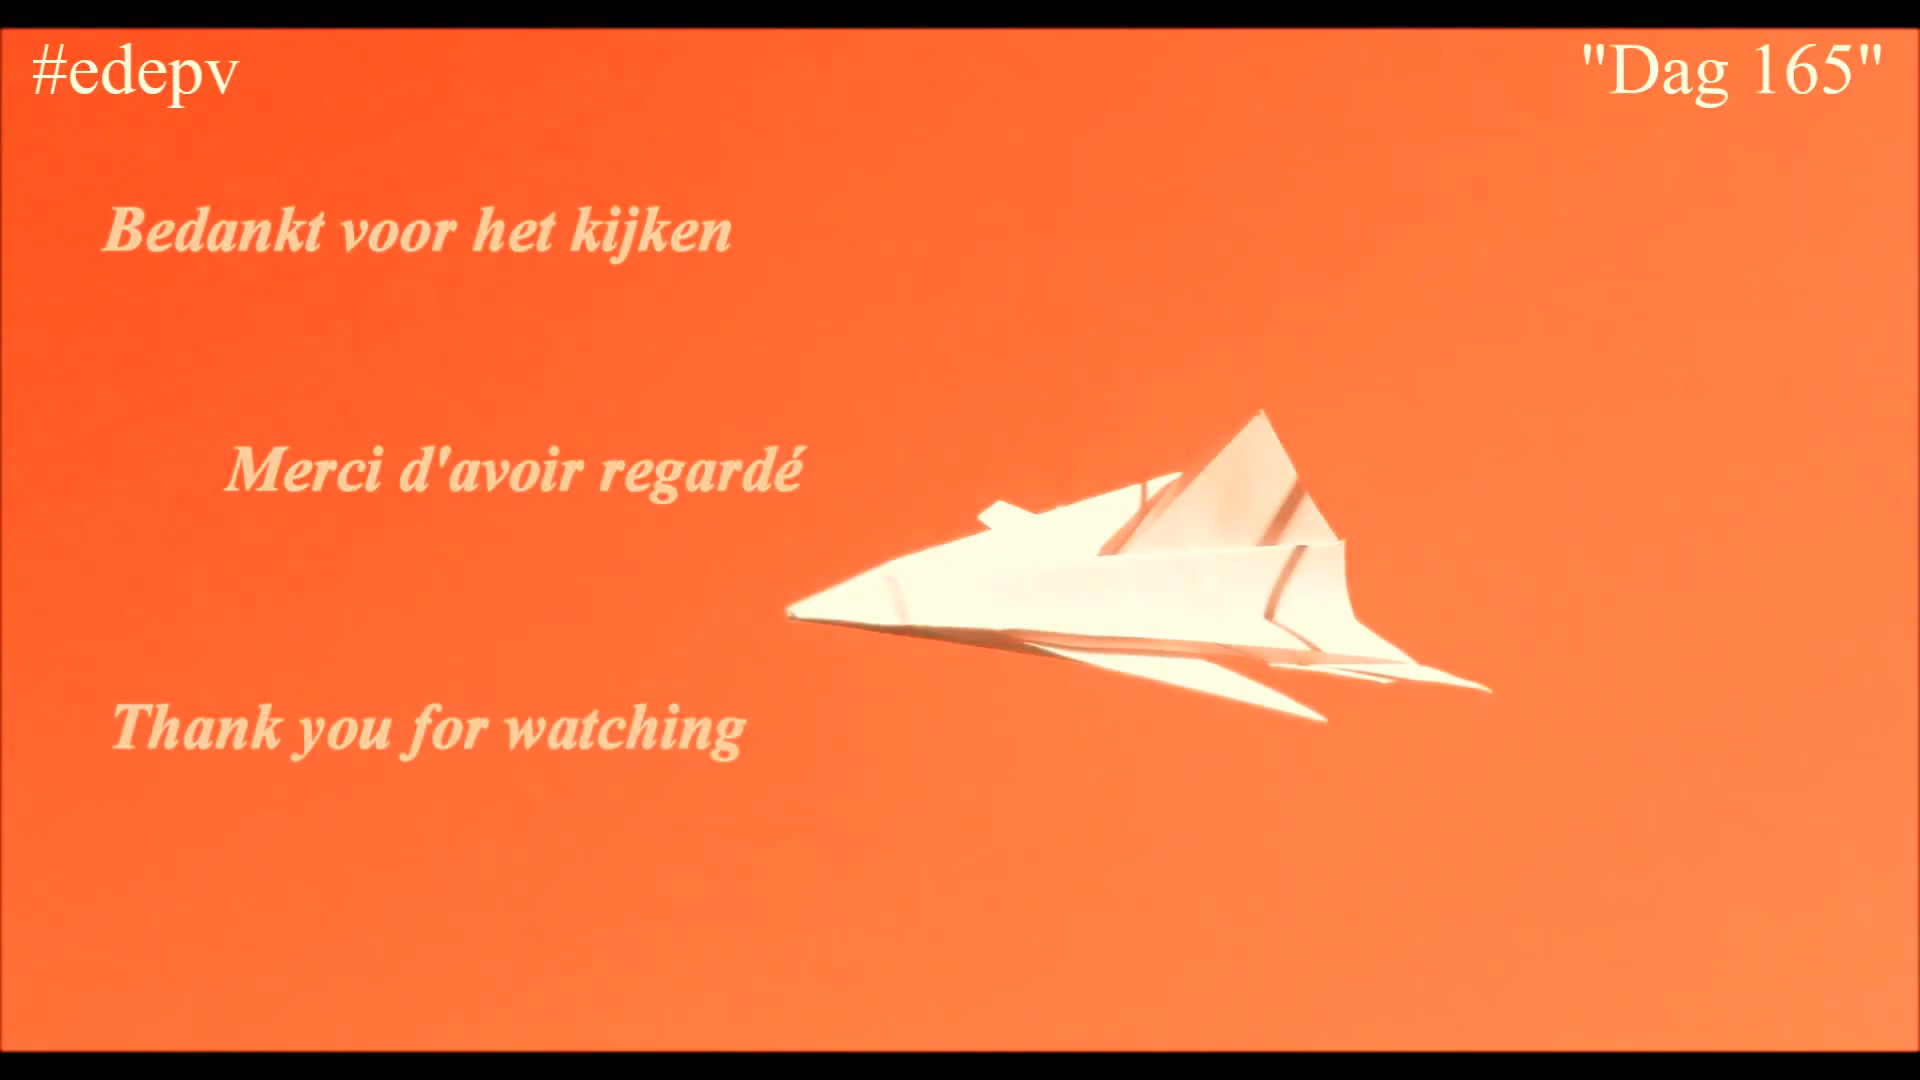 #edepv
"Dag 165"
Bedankt voor het kijken
Merci d'avoir regardé
Thank you for watching